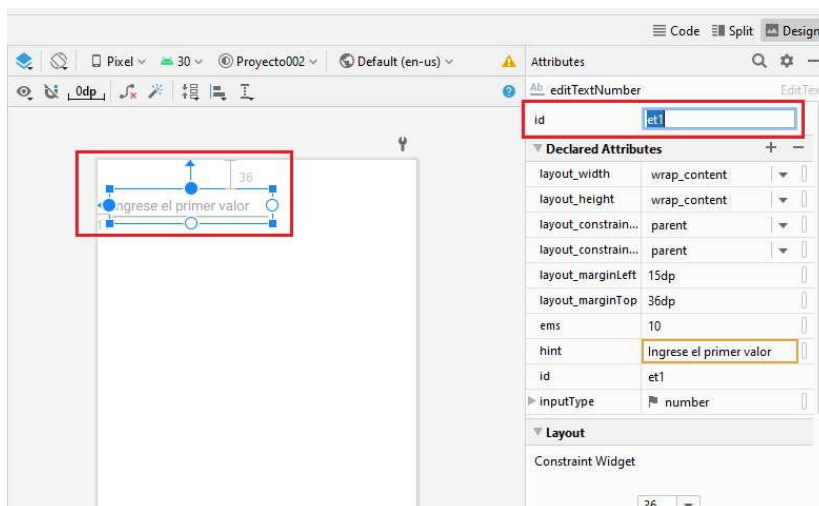 Code Split Design
Pixel 30 Proyecto002 Default (en-us) Attributes
0dp
Ab editTextNumber
id et1
Declared Attributes
layout_width wrap_content
layout_height wrap_content
layout_constrain... parent
layout_constrain... parent
layout_marginLeft 15dp
layout_marginTop 36dp
ems 10
hint Ingrese el primer valor
id et1
inputType number
Layout
Constraint Widget
36
36
Ingrese el primer valor